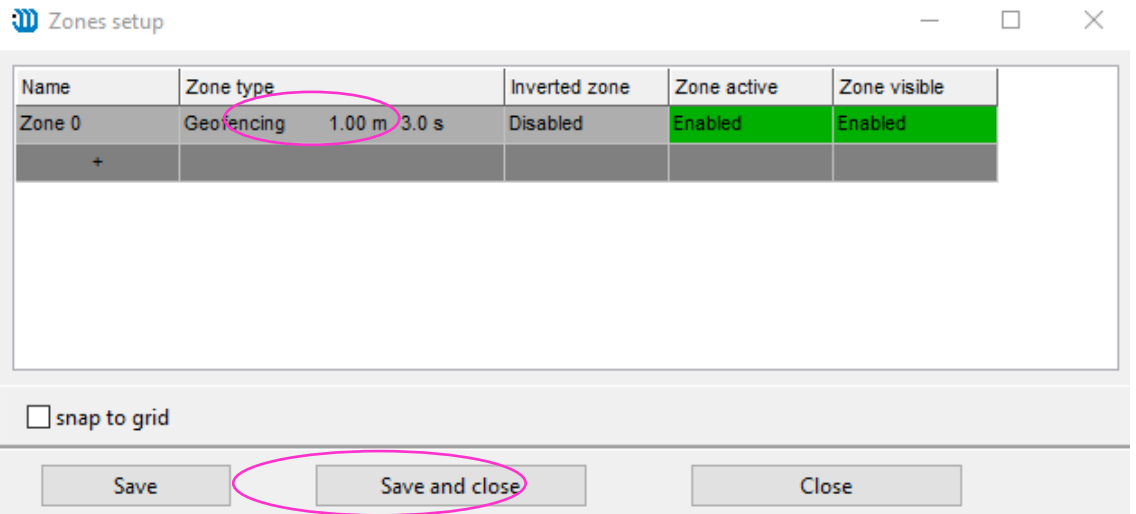 Zones setup
Name Zone type Inverted zone Zone active Zone visible
Zone 0 Geofencing 1.00 m 3.0 s Disabled Enabled Enabled
+
snap to grid
Save Save and close Close